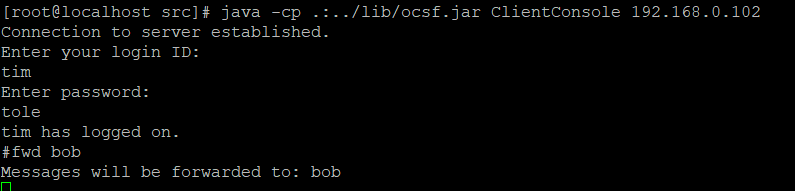 [root@localhost src]# java -cp .:../lib/ocsf.jar ClientConsole 192.168.0.102
Connection to server established.
Enter your login ID:
tim
Enter password:
tole
tim has logged on.
#fwd bob
Messages will be forwarded to: bob